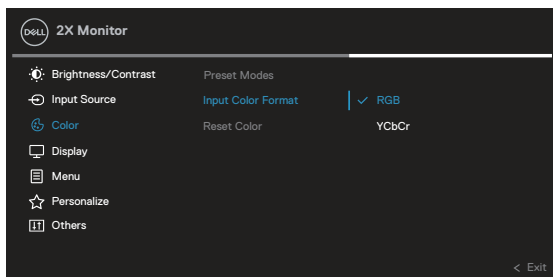 DELL 2X Monitor
Brightness/Contrast Preset Modes
Input Source Input Color Format ✓ RGB
Color Reset Color YCbCr
Display
Menu
Personalize
Others
< Exit